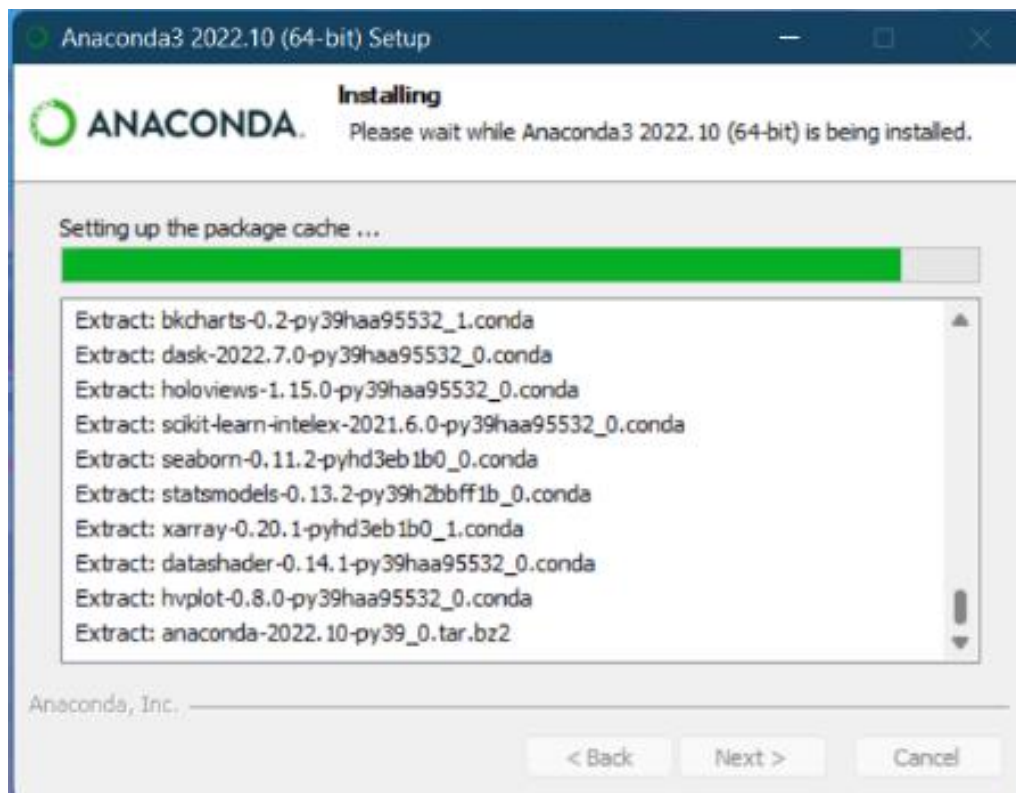 Anaconda3 2022.10 (64-bit) Setup
ANACONDA.
Installing
Please wait while Anaconda3 2022.10 (64-bit) is being installed.
Setting up the package cache ...
Extract: bkcharts-0.2-py39haa95532_1.conda
Extract: dask-2022.7.0-py39haa95532_0.conda
Extract: holoviews-1.15.0-py39haa95532_0.conda
Extract: scikit-learn-intelex-2021.6.0-py39haa95532_0.conda
Extract: seaborn-0.11.2-pyhd3eb1b0_0.conda
Extract: statsmodels-0.13.2-py39h2bbff1b_0.conda
Extract: xarray-0.20.1-pyhd3eb1b0_1.conda
Extract: datashader-0.14.1-py39haa95532_0.conda
Extract: hvplot-0.8.0-py39haa95532_0.conda
Extract: anaconda-2022.10-py39_0.tar.bz2
Anaconda, Inc.
< Back Next > Cancel